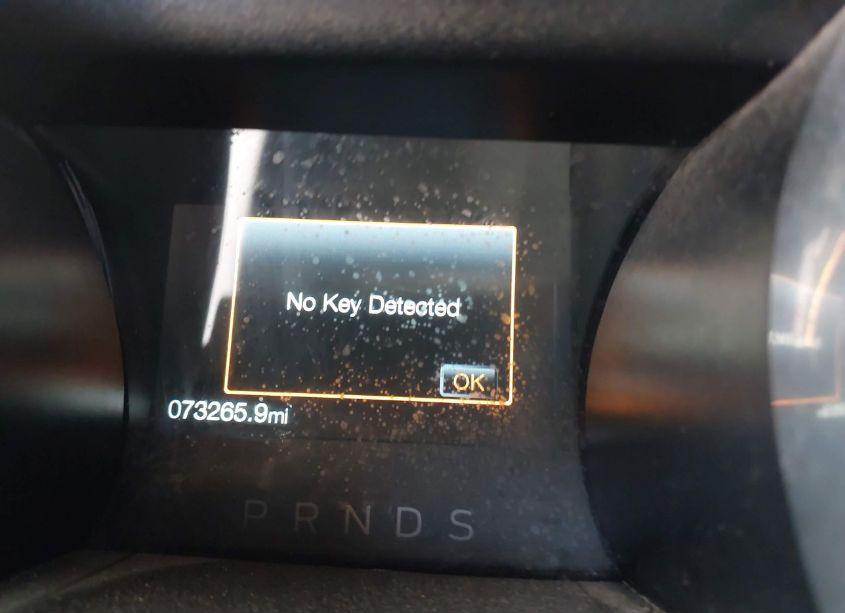 No Key Detected
OK
073265.9mi
PRNDS